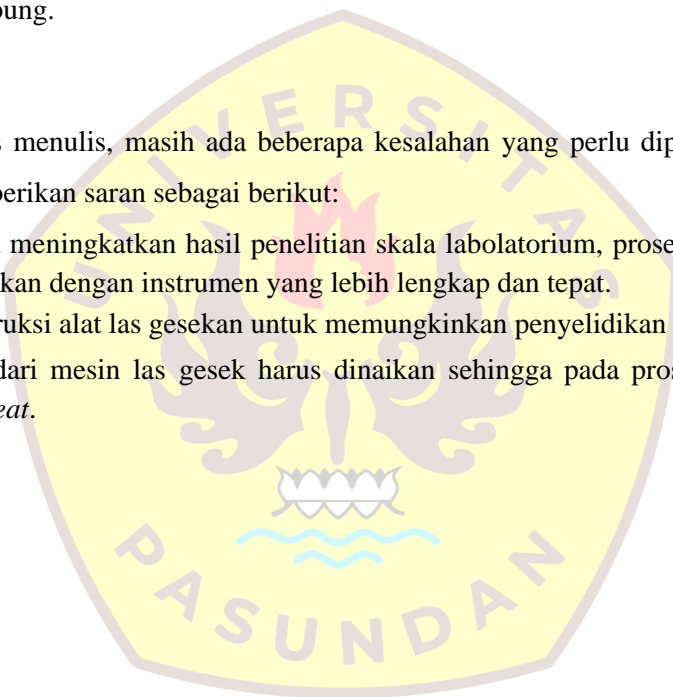 bung.
UNIVERSITAS
s menulis, masih ada beberapa kesalahan yang perlu dip
berikan saran sebagai berikut:
meningkatkan hasil penelitian skala labolatorium, prose
kan dengan instrumen yang lebih lengkap dan tepat.
ruksi alat las gesekan untuk memungkinkan penyelidikan
dari mesin las gesek harus dinaikan sehingga pada pros
eat.
PASUNDAN